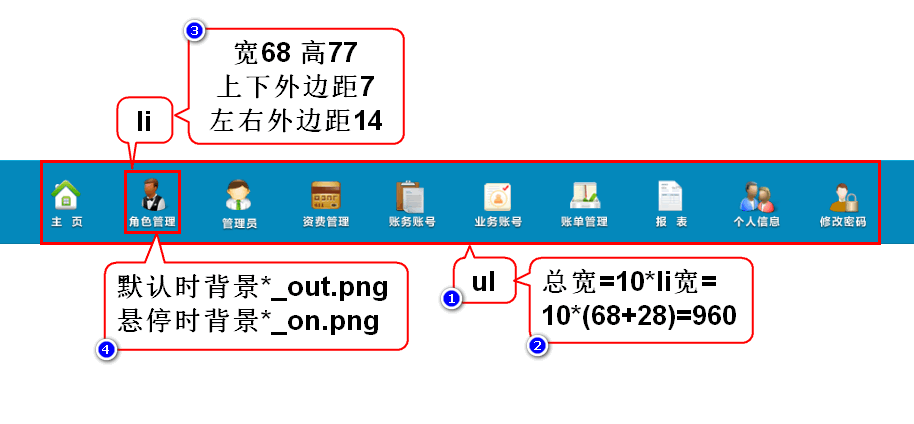 ③
宽68 高77
上下外边距7
左右外边距14
li
主 页
角色管理
管理员
资费管理
账务账号
业务账号
账单管理
报 表
个人信息
修改密码
默认时背景*_out.png
悬停时背景*_on.png
④
ul
①
总宽=10*li宽=
10*(68+28)=960
②